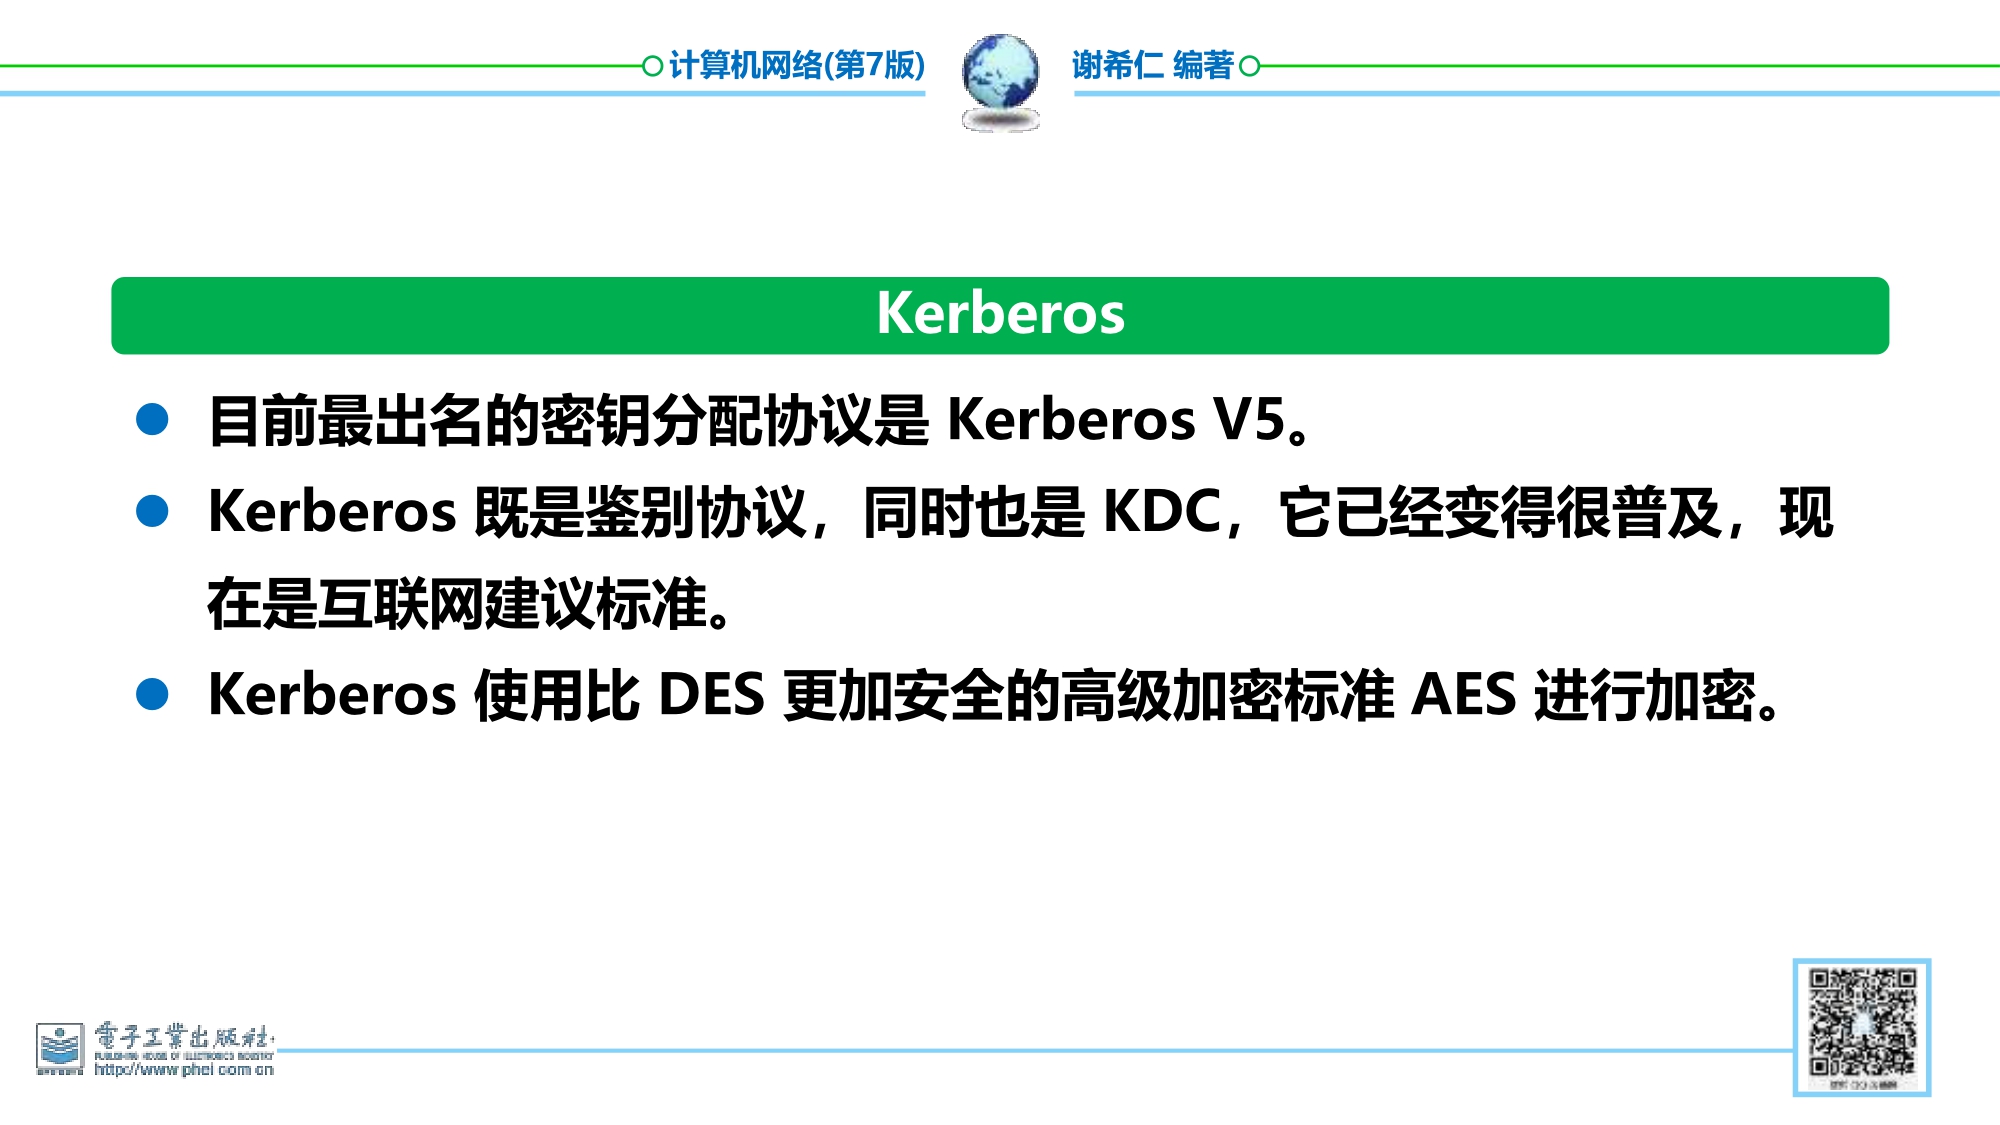 计算机网络(第7版)
谢希仁 编著
Kerberos
目前最出名的密钥分配协议是 Kerberos V5。
Kerberos 既是鉴别协议，同时也是 KDC，它已经变得很普及，现
在是互联网建议标准。
Kerberos 使用比 DES 更加安全的高级加密标准 AES 进行加密。
電子工業出版社
PUBLISHING HOUSE OF ELECTRONICS INDUSTRY
http://www.phei.com.cn